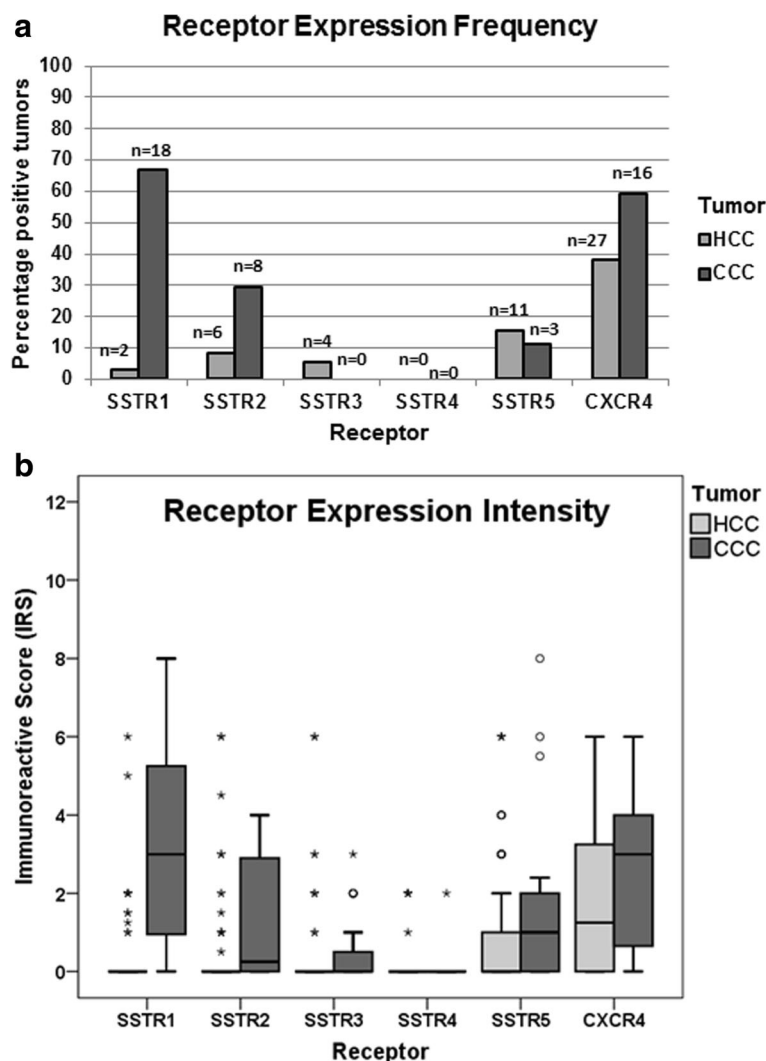 a
Receptor Expression Frequency
Percentage positive tumors
100
90
80
70
60
50
40
30
20
10
0
n=2
n=18
n=6
n=8
n=4
n=0
n=0
n=0
n=11
n=3
n=27
n=16
SSTR1 SSTR2 SSTR3 SSTR4 SSTR5 CXCR4
Receptor
Tumor
HCC
CCC
b
Receptor Expression Intensity
Immunoreactive Score (IRS)
12
10
8
6
4
2
0
SSTR1 SSTR2 SSTR3 SSTR4 SSTR5 CXCR4
Receptor
Tumor
HCC
CCC